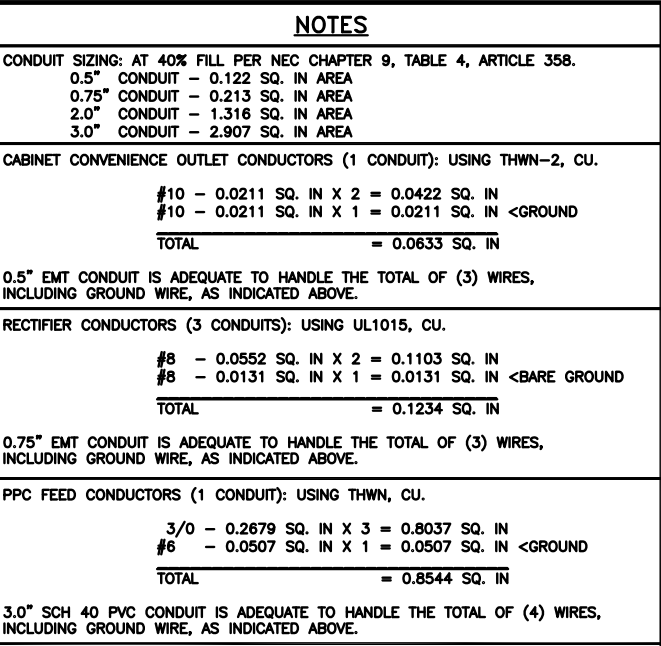 NOTES
CONDUIT SIZING: AT 40% FILL PER NEC CHAPTER 9, TABLE 4, ARTICLE 358.
0.5" CONDUIT – 0.122 SQ. IN AREA
0.75" CONDUIT – 0.213 SQ. IN AREA
2.0" CONDUIT – 1.316 SQ. IN AREA
3.0" CONDUIT – 2.907 SQ. IN AREA
CABINET CONVENIENCE OUTLET CONDUCTORS (1 CONDUIT): USING THWN–2, CU.
#10 – 0.0211 SQ. IN X 2 = 0.0422 SQ. IN
#10 – 0.0211 SQ. IN X 1 = 0.0211 SQ. IN <GROUND
TOTAL = 0.0633 SQ. IN
0.5" EMT CONDUIT IS ADEQUATE TO HANDLE THE TOTAL OF (3) WIRES,
INCLUDING GROUND WIRE, AS INDICATED ABOVE.
RECTIFIER CONDUCTORS (3 CONDUITS): USING UL1015, CU.
#8 – 0.0552 SQ. IN X 2 = 0.1103 SQ. IN
#8 – 0.0131 SQ. IN X 1 = 0.0131 SQ. IN <BARE GROUND
TOTAL = 0.1234 SQ. IN
0.75" EMT CONDUIT IS ADEQUATE TO HANDLE THE TOTAL OF (3) WIRES,
INCLUDING GROUND WIRE, AS INDICATED ABOVE.
PPC FEED CONDUCTORS (1 CONDUIT): USING THWN, CU.
3/0 – 0.2679 SQ. IN X 3 = 0.8037 SQ. IN
#6 – 0.0507 SQ. IN X 1 = 0.0507 SQ. IN <GROUND
TOTAL = 0.8544 SQ. IN
3.0" SCH 40 PVC CONDUIT IS ADEQUATE TO HANDLE THE TOTAL OF (4) WIRES,
INCLUDING GROUND WIRE, AS INDICATED ABOVE.